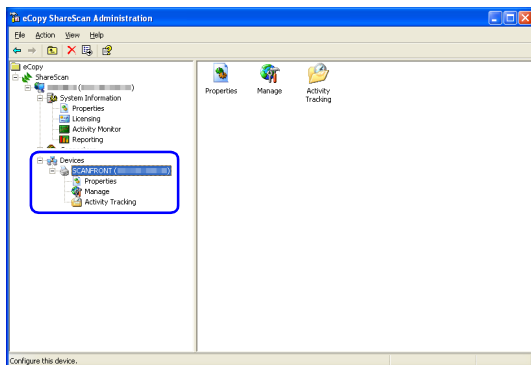 eCopy ShareScan Administration
File Action View Help
eCopy
ShareScan
System Information
Properties
Licensing
Activity Monitor
Reporting
Devices
SCANFRONT (
Properties
Manage
Activity Tracking
Properties
Manage
Activity
Tracking
Configure this device.